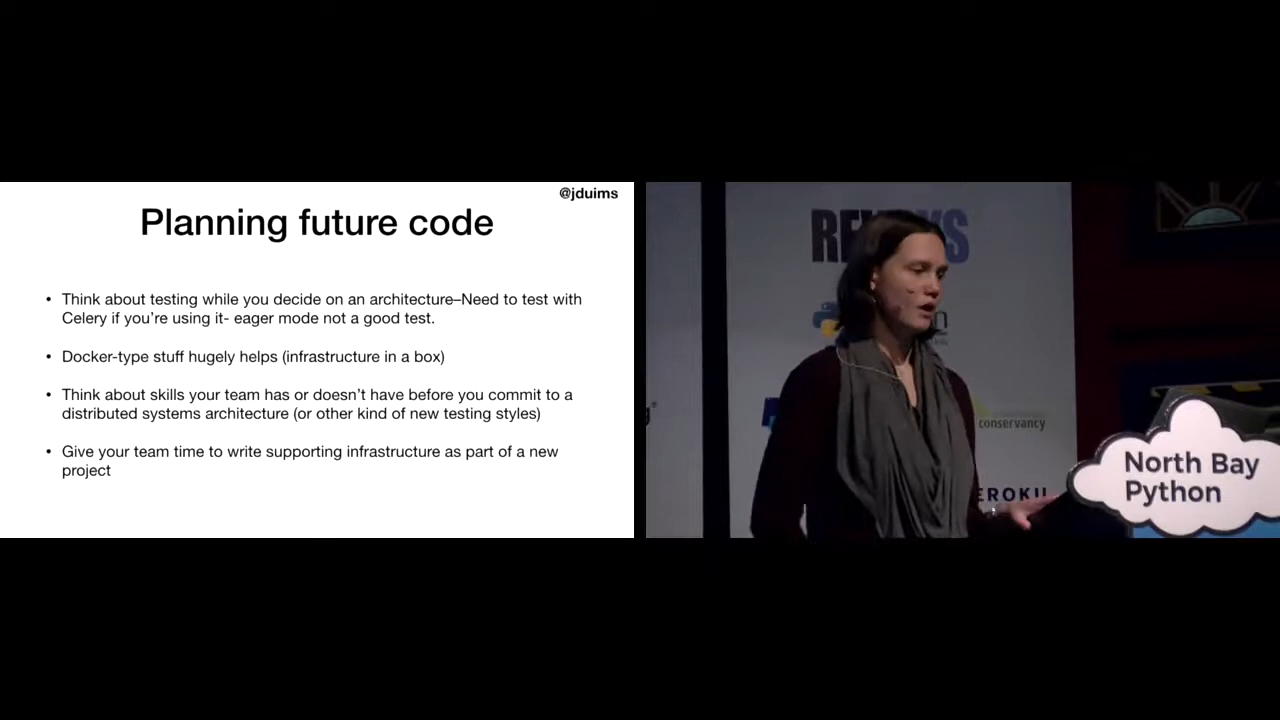 @jduims
Planning future code
• Think about testing while you decide on an architecture–Need to test with
Celery if you're using it- eager mode not a good test.
• Docker-type stuff hugely helps (infrastructure in a box)
• Think about skills your team has or doesn't have before you commit to a
distributed systems architecture (or other kind of new testing styles)
• Give your team time to write supporting infrastructure as part of a new
project
conservancy
North Bay
Python